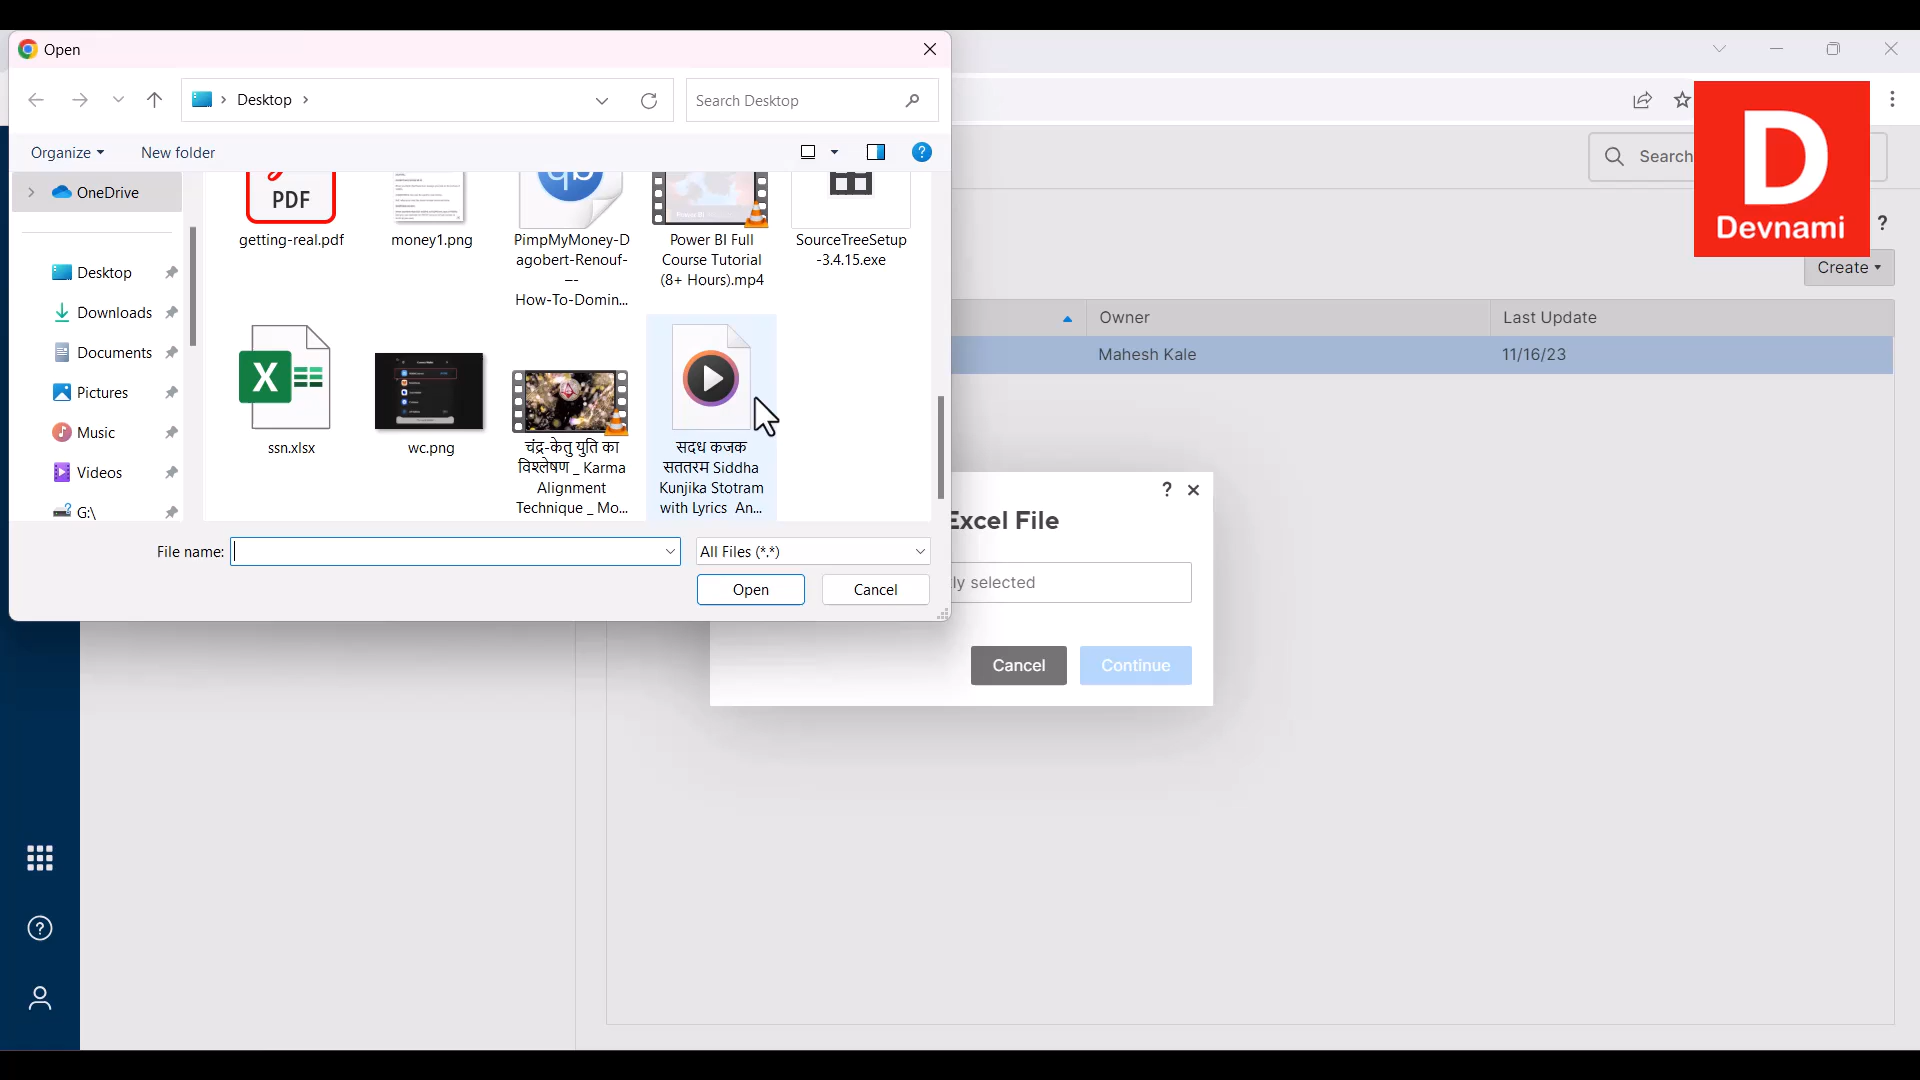 Open
Desktop
Search Desktop
Organize
New folder
OneDrive
Desktop
Downloads
Documents
Pictures
Music
Videos
G:\
PDF
getting-real.pdf
money1.png
qb
PimpMyMoney-D
agobert-Renouf-
--
How-To-Domin...
Power BI Full
Course Tutorial
(8+ Hours).mp4
SourceTreeSetup
-3.4.15.exe
X
ssn.xlsx
wc.png
चंद्र-केतु युति का
विश्लेषण _ Karma
Alignment
Technique _ Mo...
सदध कजक
सततरम Siddha
Kunjika Stotram
with Lyrics An...
File name:
All Files (*.*)
Open
Cancel
Search
D
Devnami
?
Create
Owner
Last Update
Mahesh Kale
11/16/23
?
Excel File
tly selected
Cancel
Continue
?